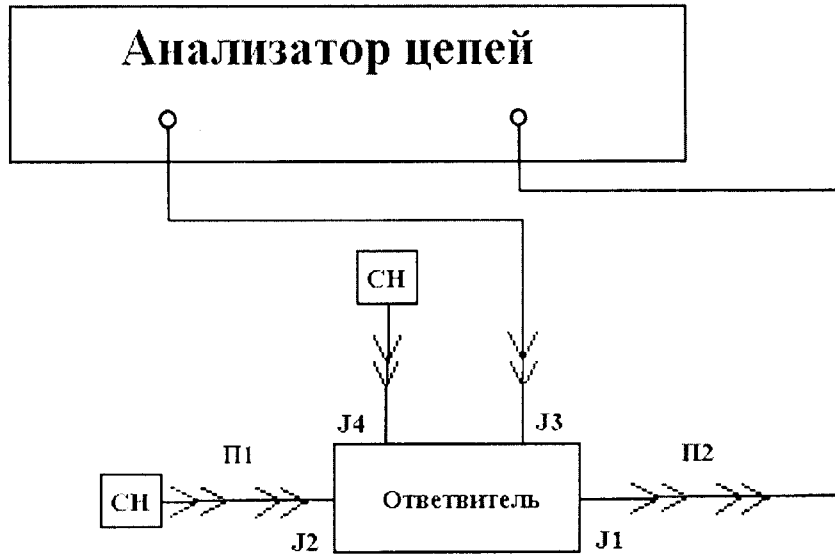 Анализатор цепей
СН
J4
J3
П1
П2
СН
Ответвитель
J2
J1